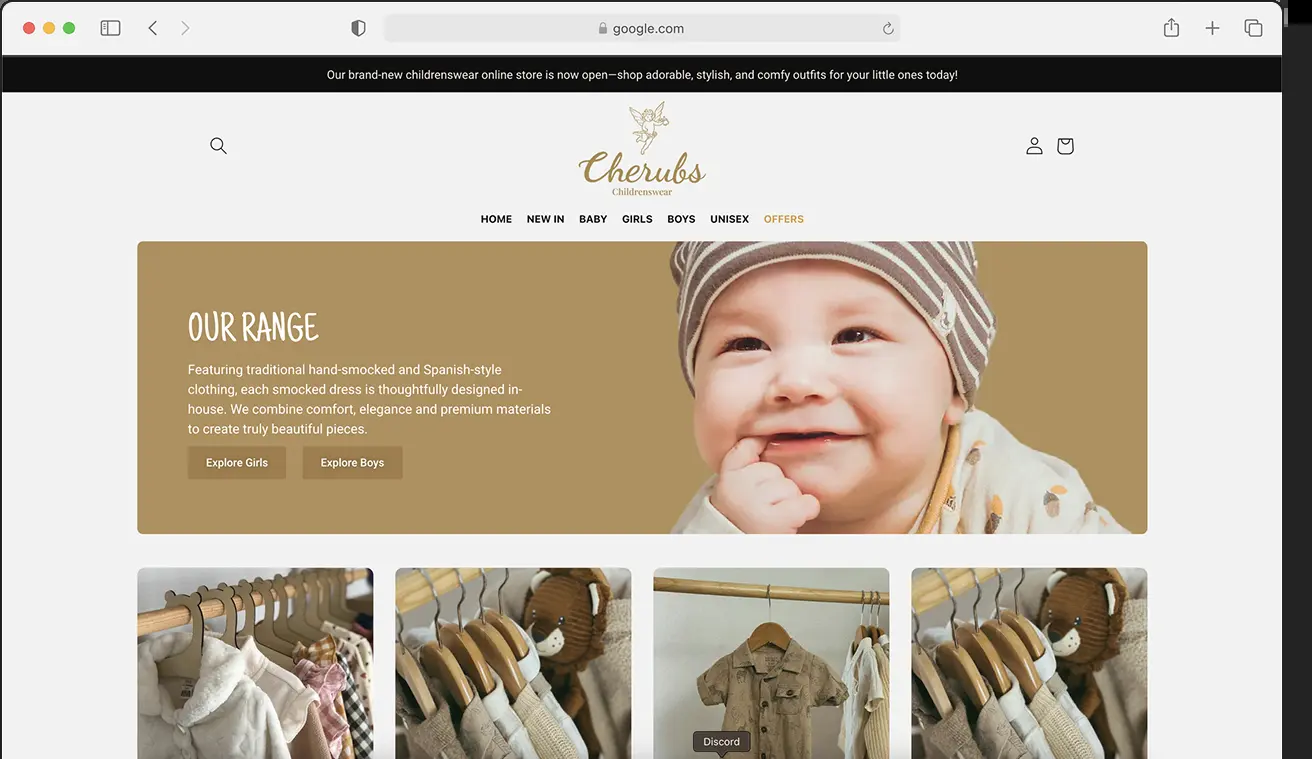 google.com
Our brand-new childrenswear online store is now open—shop adorable, stylish, and comfy outfits for your little ones today!
Cherubs
Childrenswear
HOME NEW IN BABY GIRLS BOYS UNISEX OFFERS
OUR RANGE
Featuring traditional hand-smocked and Spanish-style
clothing, each smocked dress is thoughtfully designed in-
house. We combine comfort, elegance and premium materials
to create truly beautiful pieces.
Explore Girls Explore Boys
Discord